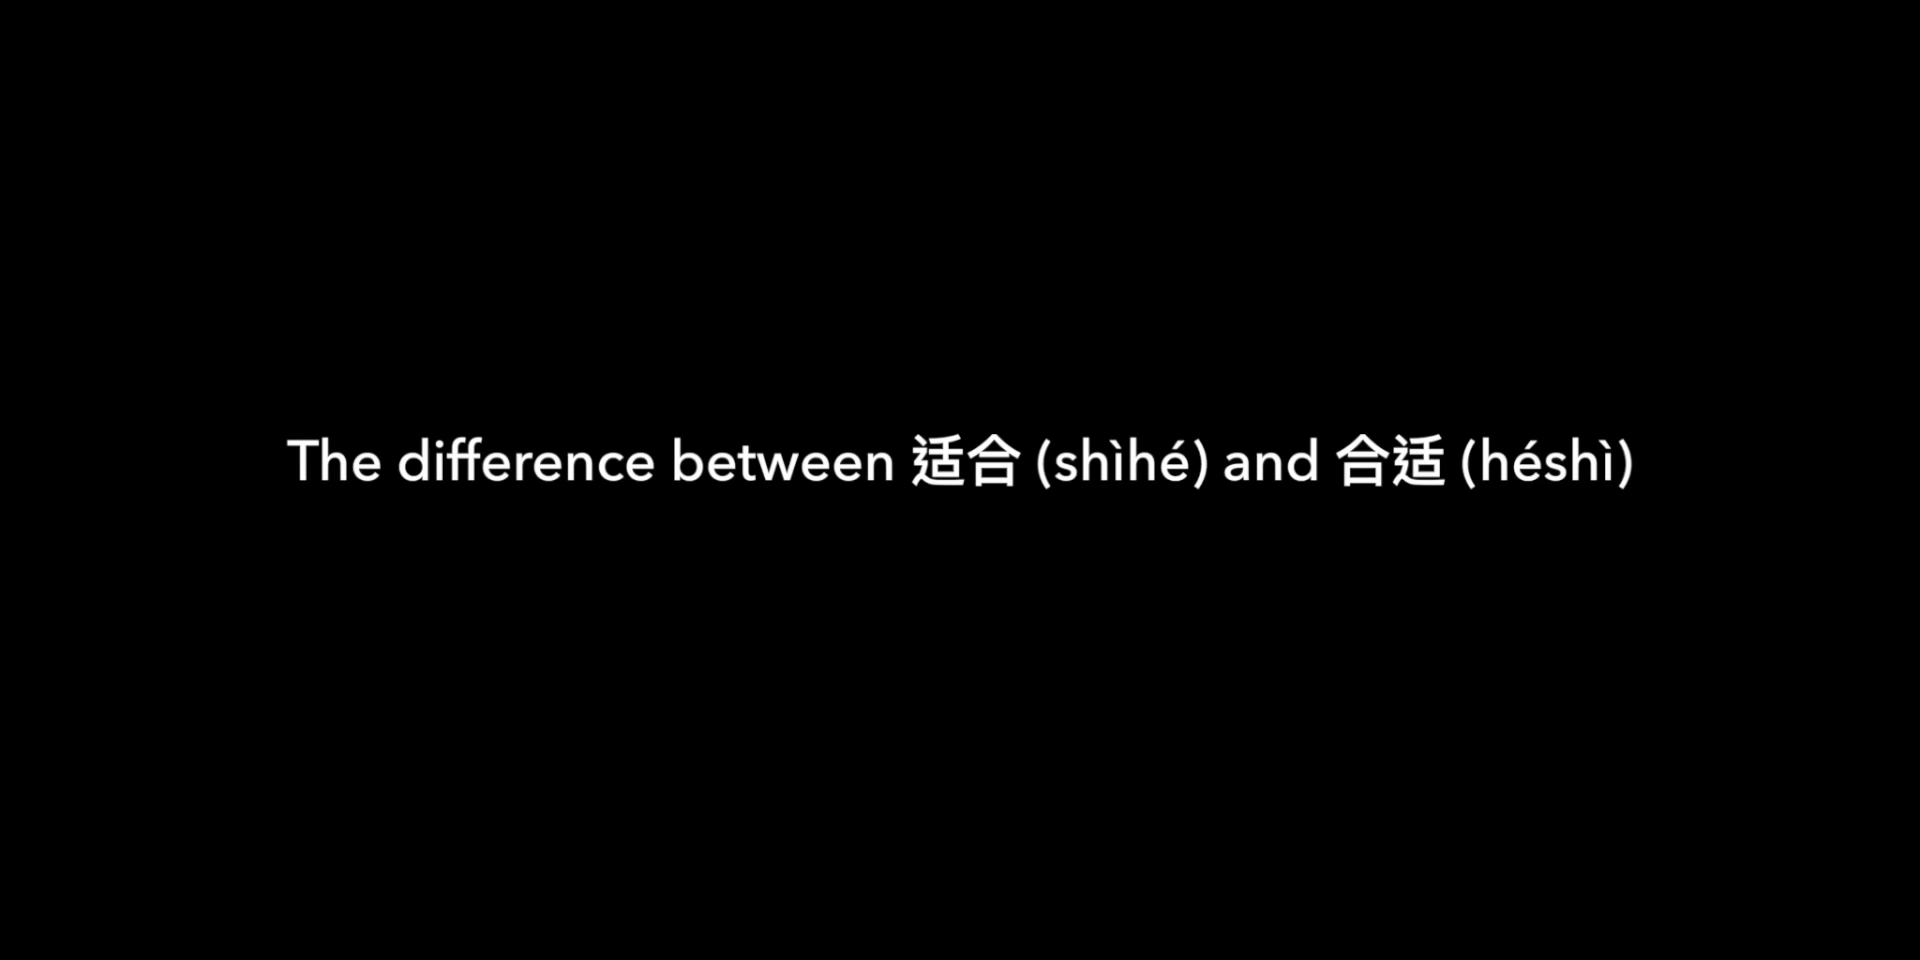 The difference between 适合 (shìhé) and 合适 (héshì)